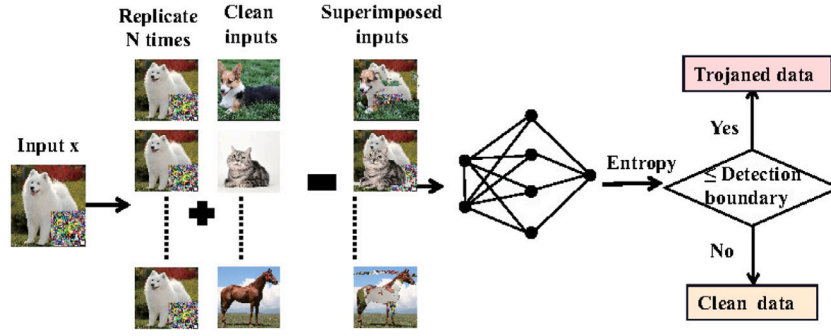 Replicate
N times
Clean
inputs
Superimposed
inputs
Input x
Entropy
≤ Detection
boundary
Yes
Trojaned data
No
Clean data